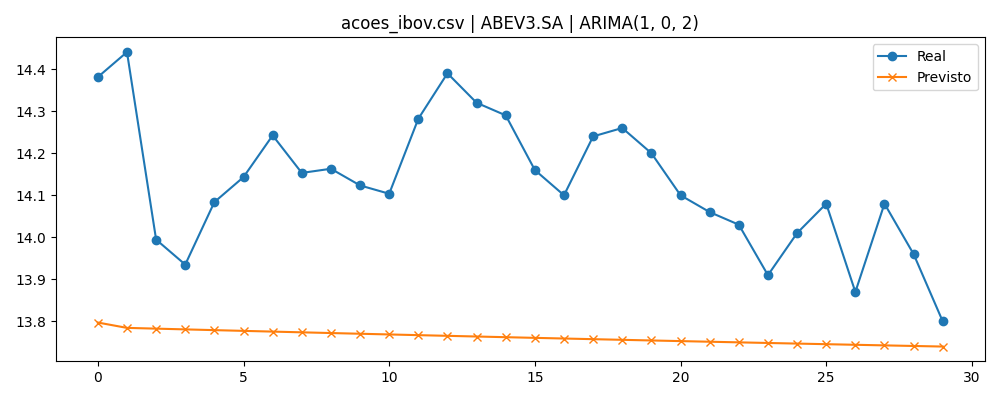 acoes_ibov.csv | ABEV3.SA | ARIMA(1, 0, 2)
Real
Previsto
14.4
14.3
14.2
14.1
14.0
13.9
13.8
0 5 10 15 20 25 30